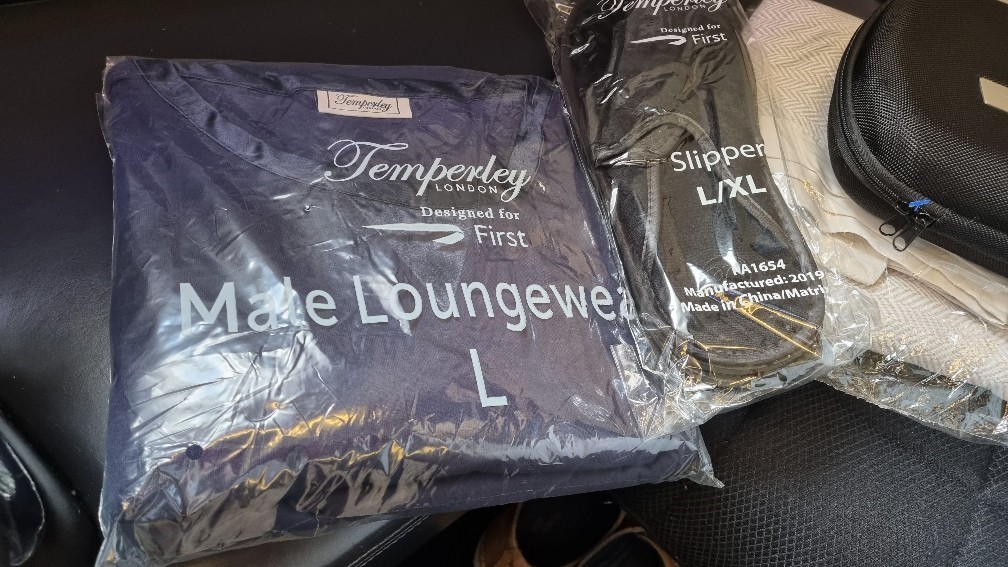 Temperley
Temperley
LONDON
Designed for
First
Male Loungewea
L
Temperley
LONDON
Designed for
First
Slipper
L/XL
A1654
Manufactured: 2019
Made in China/Matri